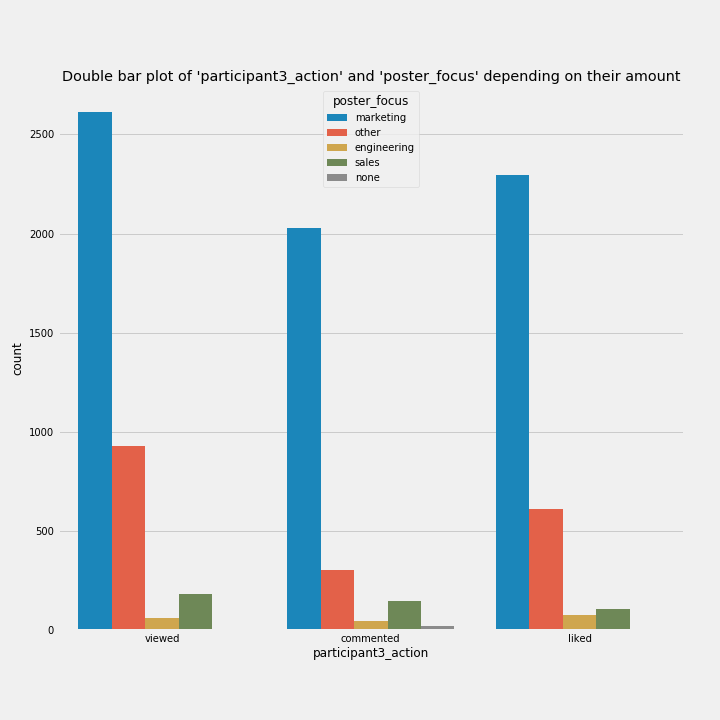 Double bar plot of 'participant3_action' and 'poster_focus' depending on their amount
poster_focus
marketing
other
engineering
sales
none
2500
2000
1500
1000
500
0
count
viewed
commented
liked
participant3_action